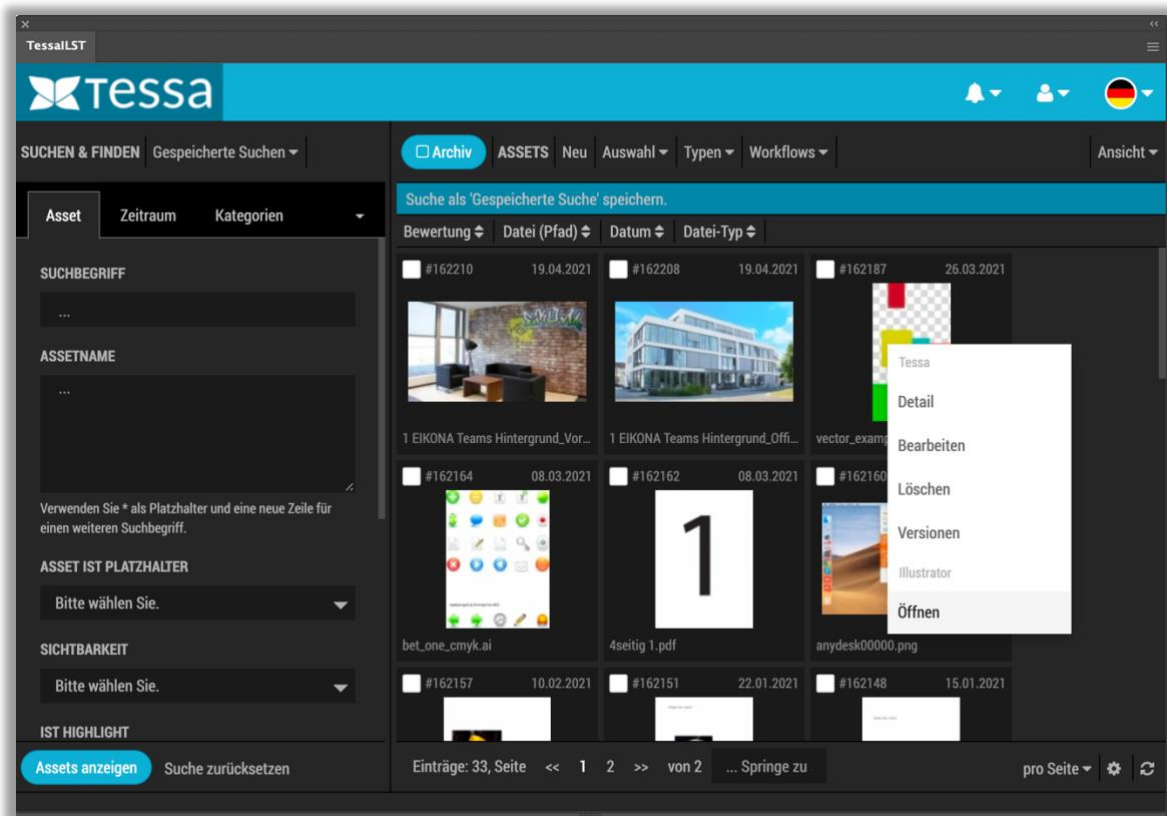 TessaILST
Tessa
SUCHEN & FINDEN Gespeicherte Suchen
Archiv ASSETS Neu Auswahl Typen Workflows Ansicht
Asset Zeitraum Kategorien
Suche als 'Gespeicherte Suche' speichern.
Bewertung Datei (Pfad) Datum Datei-Typ
SUCHBEGRIFF
...
ASSETNAME
...
Verwenden Sie * als Platzhalter und eine neue Zeile für
einen weiteren Suchbegriff.
ASSET IST PLATZHALTER
Bitte wählen Sie.
SICHTBARKEIT
Bitte wählen Sie.
IST HIGHLIGHT
Assets anzeigen Suche zurücksetzen
#162210 19.04.2021 #162208 19.04.2021 #162187 26.03.2021
1 EIKONA Teams Hintergrund_Vor... 1 EIKONA Teams Hintergrund_Offi... vector_examp
#162164 08.03.2021 #162162 08.03.2021 #162160
1
bet_one_cmyk.ai 4seitig 1.pdf anydesk00000.png
#162157 10.02.2021 #162151 22.01.2021 #162148 15.01.2021
Tessa
Detail
Bearbeiten
Löschen
Versionen
Illustrator
Öffnen
Einträge: 33, Seite << 1 2 >> von 2 ... Springe zu pro Seite